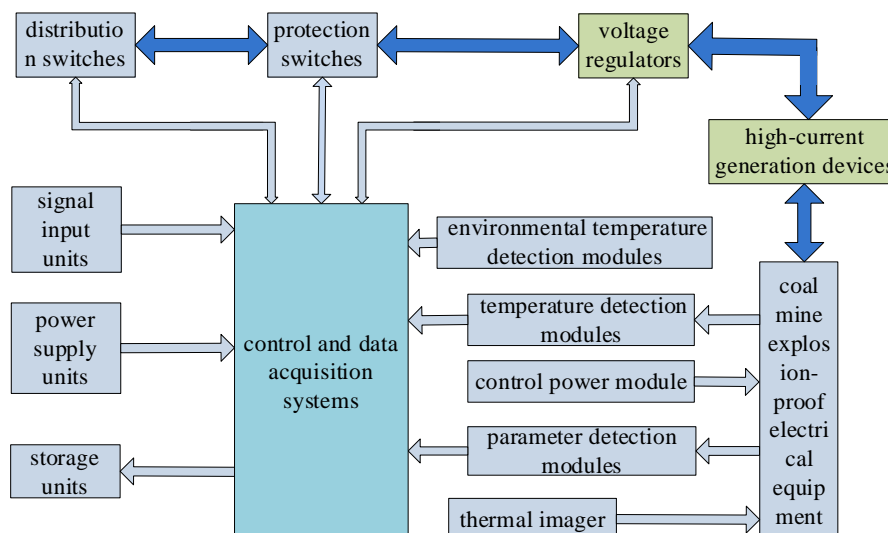 distributio
n switches
protection
switches
voltage
regulators
high-current
generation devices
signal
input
units
environmental temperature
detection modules
power
supply
units
control and data
acquisition
systems
temperature detection
modules
control power module
parameter detection
modules
storage
units
thermal imager
coal
mine
explos
ion-
proof
electri
cal
equip
ment